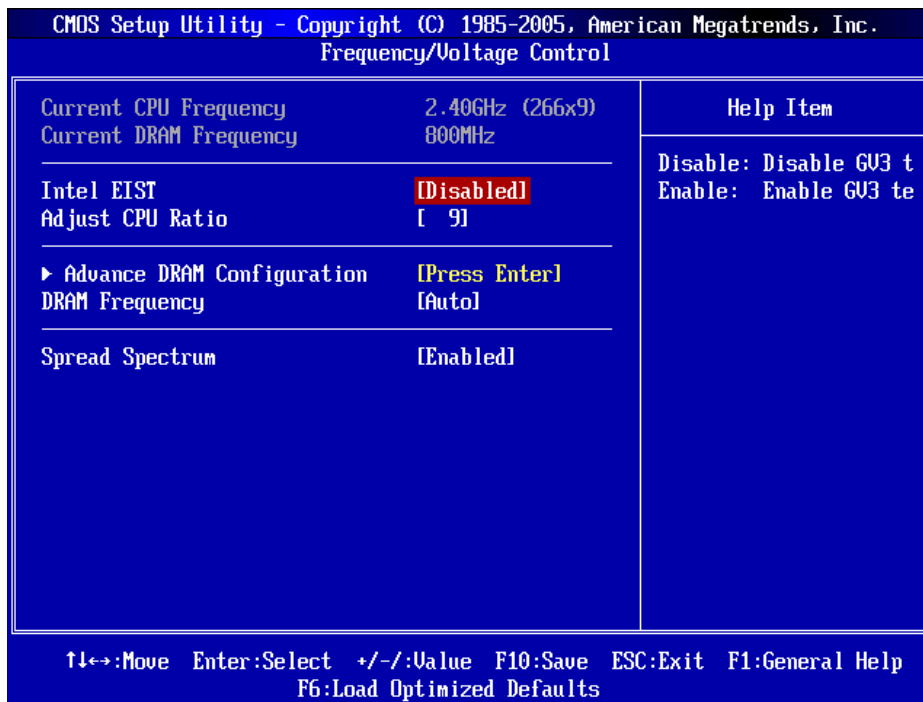 CMOS Setup Utility - Copyright (C) 1985-2005, American Megatrends, Inc.
Frequency/Voltage Control
Current CPU Frequency 2.40GHz (266x9)
Current DRAM Frequency 800MHz
Intel EIST [Disabled]
Adjust CPU Ratio [ 9]
▶ Advance DRAM Configuration [Press Enter]
DRAM Frequency [Auto]
Spread Spectrum [Enabled]
Help Item
Disable: Disable GV3 t
Enable: Enable GV3 te
↑↓←→:Move Enter:Select +/-/:Value F10:Save ESC:Exit F1:General Help
F6:Load Optimized Defaults